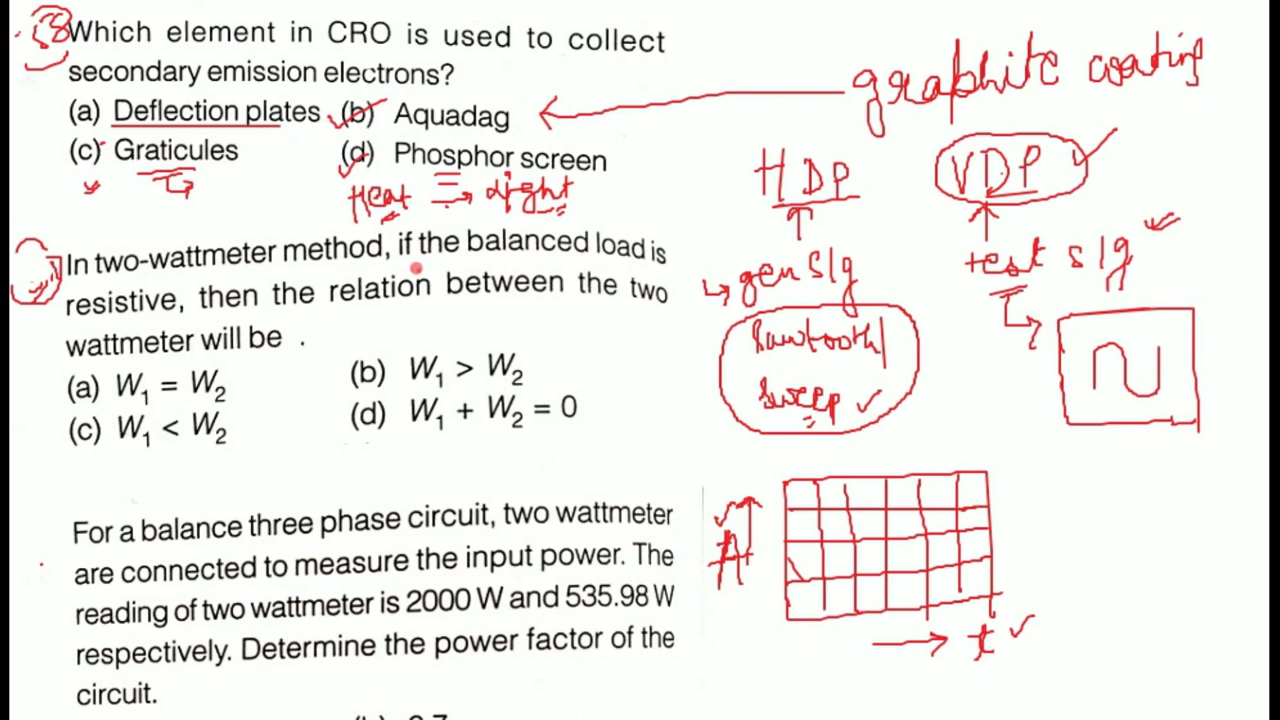 Which element in CRO is used to collect
secondary emission electrons?
(a) Deflection plates (b) Aquadag
(c) Graticules (d) Phosphor screen
Heat → light
graphite coating
HDP VDP
gen s/g test s/g
sawtooth/
sweep
In two-wattmeter method, if the balanced load is
resistive, then the relation between the two
wattmeter will be .
(a) W₁ = W₂ (b) W₁ > W₂
(c) W₁ < W₂ (d) W₁ + W₂ = 0
For a balance three phase circuit, two wattmeter
are connected to measure the input power. The
reading of two wattmeter is 2000 W and 535.98 W
respectively. Determine the power factor of the
circuit.
A
t